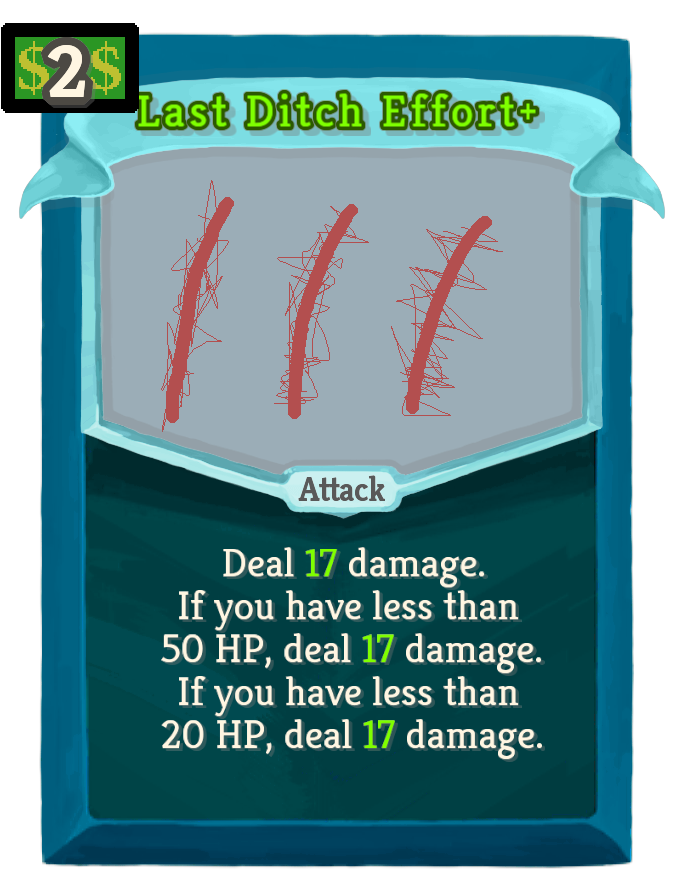 $2$
Last Ditch Effort+
Attack
Deal 17 damage.
If you have less than
50 HP, deal 17 damage.
If you have less than
20 HP, deal 17 damage.